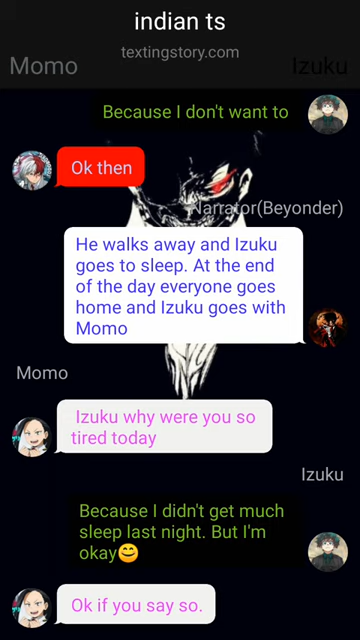 indian ts
textingstory.com
Momo
Izuku
Because I don't want to
Ok then
Narrator(Beyonder)
He walks away and Izuku
goes to sleep. At the end
of the day everyone goes
home and Izuku goes with
Momo
Momo
Izuku why were you so
tired today
Izuku
Because I didn't get much
sleep last night. But I'm
okay😊
Ok if you say so.